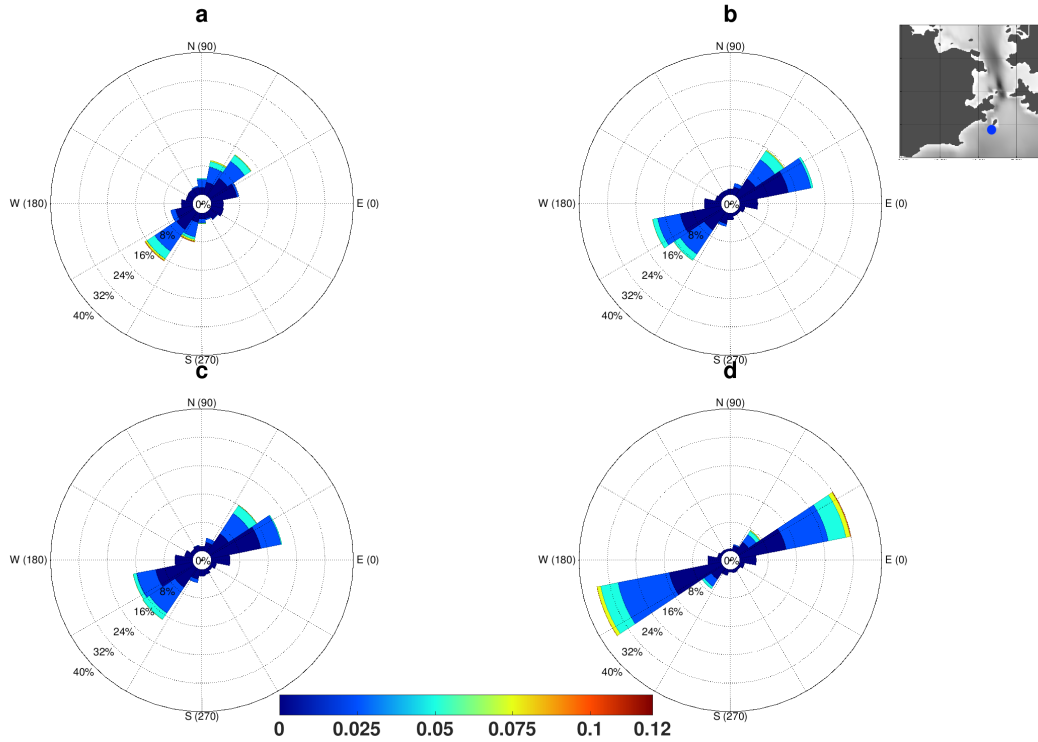 a
N (90)
W (180)
E (0)
0%
8%
16%
24%
32%
40%
S (270)
b
N (90)
W (180)
E (0)
0%
8%
16%
24%
32%
40%
S (270)
c
N (90)
W (180)
E (0)
0%
8%
16%
24%
32%
40%
S (270)
d
N (90)
W (180)
E (0)
0%
8%
16%
24%
32%
40%
S (270)
0 0.025 0.05 0.075 0.1 0.12